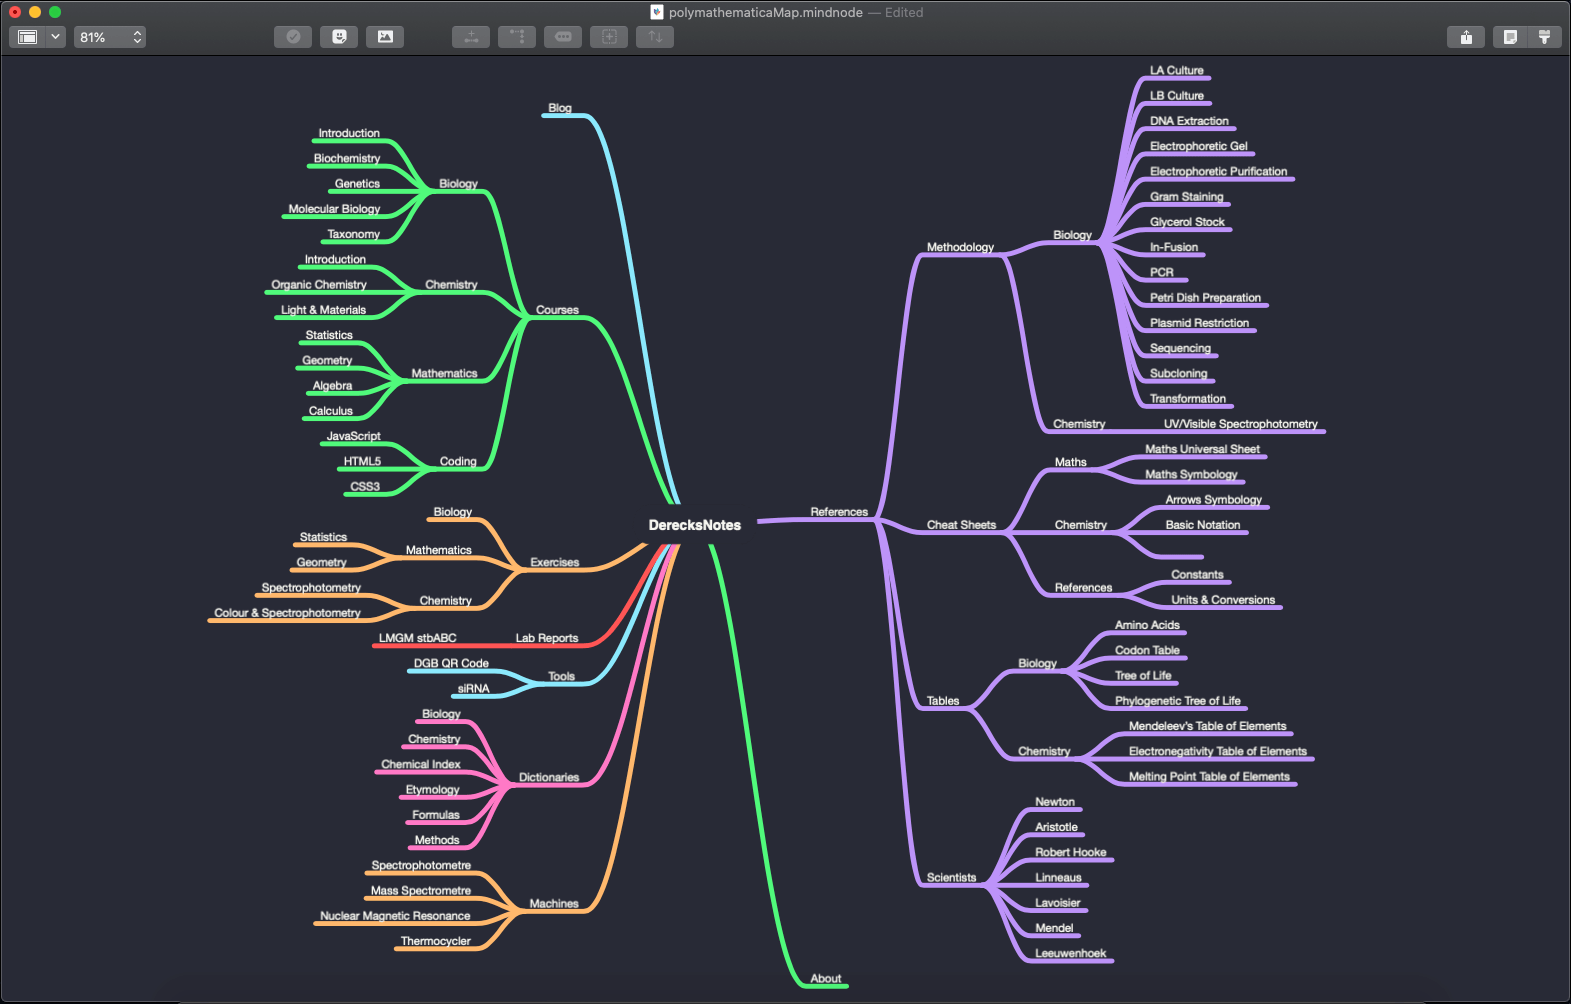 polymathematicaMap.mindnode — Edited
81%
Blog
Introduction
Biochemistry
Genetics
Molecular Biology
Taxonomy
Biology
Introduction
Organic Chemistry
Light & Materials
Chemistry
Courses
Statistics
Geometry
Algebra
Calculus
Mathematics
JavaScript
HTML5
CSS3
Coding
DerecksNotes
Biology
Statistics
Geometry
Mathematics
Exercises
Spectrophotometry
Colour & Spectrophotometry
Chemistry
LMGM stbABC
Lab Reports
DGB QR Code
siRNA
Tools
Biology
Chemistry
Chemical Index
Etymology
Formulas
Methods
Dictionaries
Spectrophotometre
Mass Spectrometre
Nuclear Magnetic Resonance
Thermocycler
Machines
About
References
Methodology
Biology
LA Culture
LB Culture
DNA Extraction
Electrophoretic Gel
Electrophoretic Purification
Gram Staining
Glycerol Stock
In-Fusion
PCR
Petri Dish Preparation
Plasmid Restriction
Sequencing
Subcloning
Transformation
Chemistry
UV/Visible Spectrophotometry
Cheat Sheets
Maths
Maths Universal Sheet
Maths Symbology
Chemistry
Arrows Symbology
Basic Notation
References
Constants
Units & Conversions
Tables
Biology
Amino Acids
Codon Table
Tree of Life
Phylogenetic Tree of Life
Chemistry
Mendeleev's Table of Elements
Electronegativity Table of Elements
Melting Point Table of Elements
Scientists
Newton
Aristotle
Robert Hooke
Linneaus
Lavoisier
Mendel
Leeuwenhoek